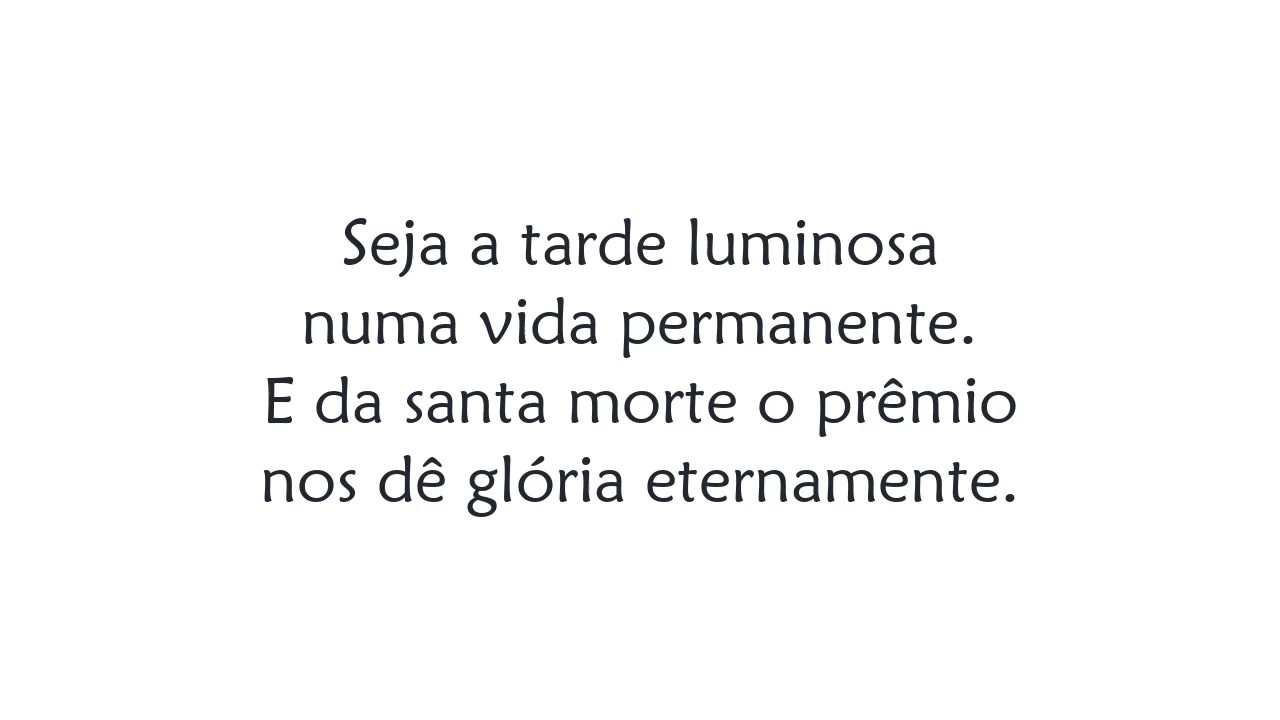 Seja a tarde luminosa
numa vida permanente.
E da santa morte o prêmio
nos dê glória eternamente.